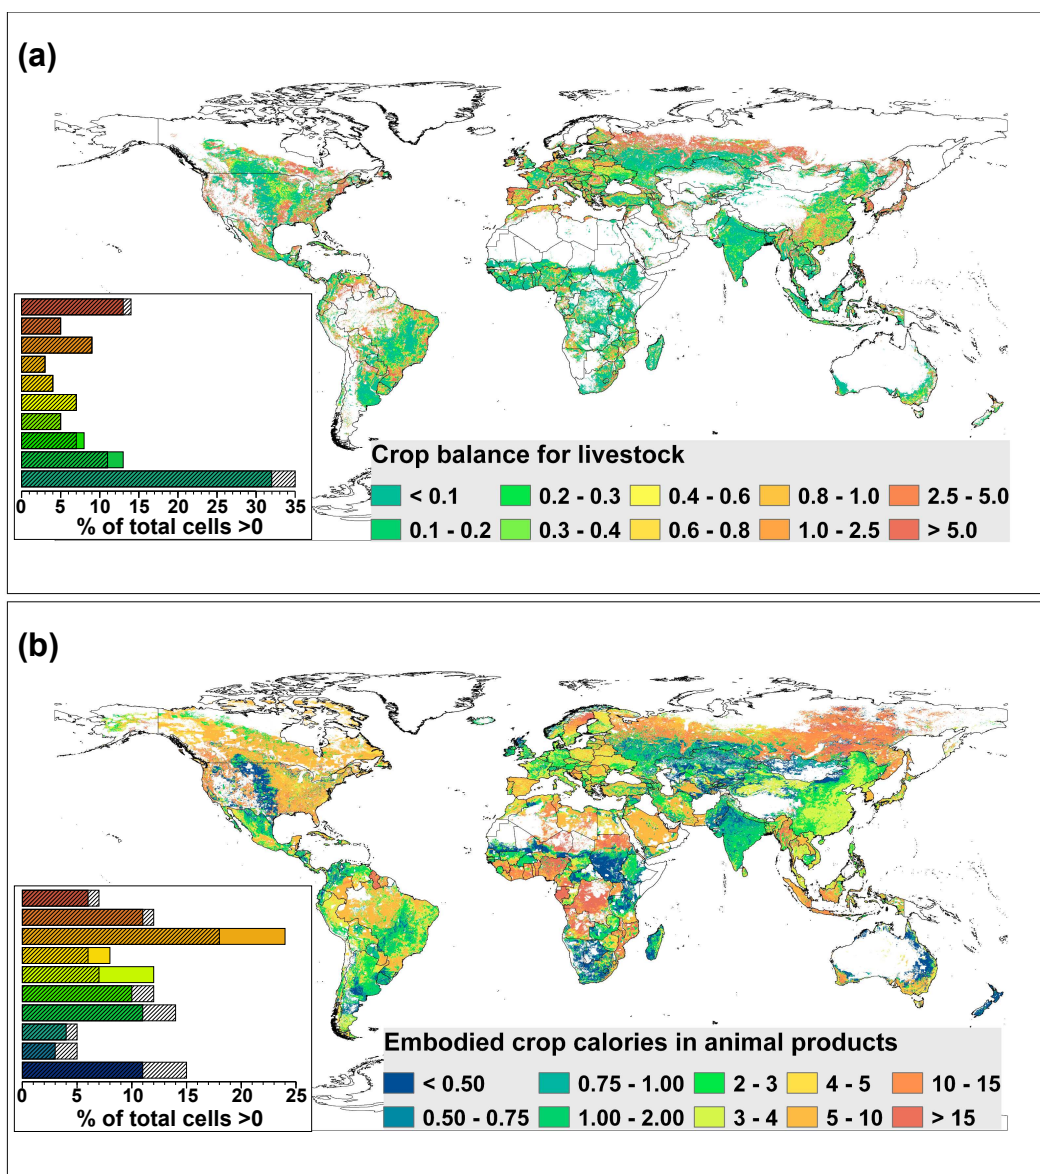 (a)
0 5 10 15 20 25 30 35
% of total cells >0
Crop balance for livestock
< 0.1 0.2 - 0.3 0.4 - 0.6 0.8 - 1.0 2.5 - 5.0
0.1 - 0.2 0.3 - 0.4 0.6 - 0.8 1.0 - 2.5 > 5.0
(b)
0 5 10 15 20 25
% of total cells >0
Embodied crop calories in animal products
< 0.50 0.75 - 1.00 2 - 3 4 - 5 10 - 15
0.50 - 0.75 1.00 - 2.00 3 - 4 5 - 10 > 15